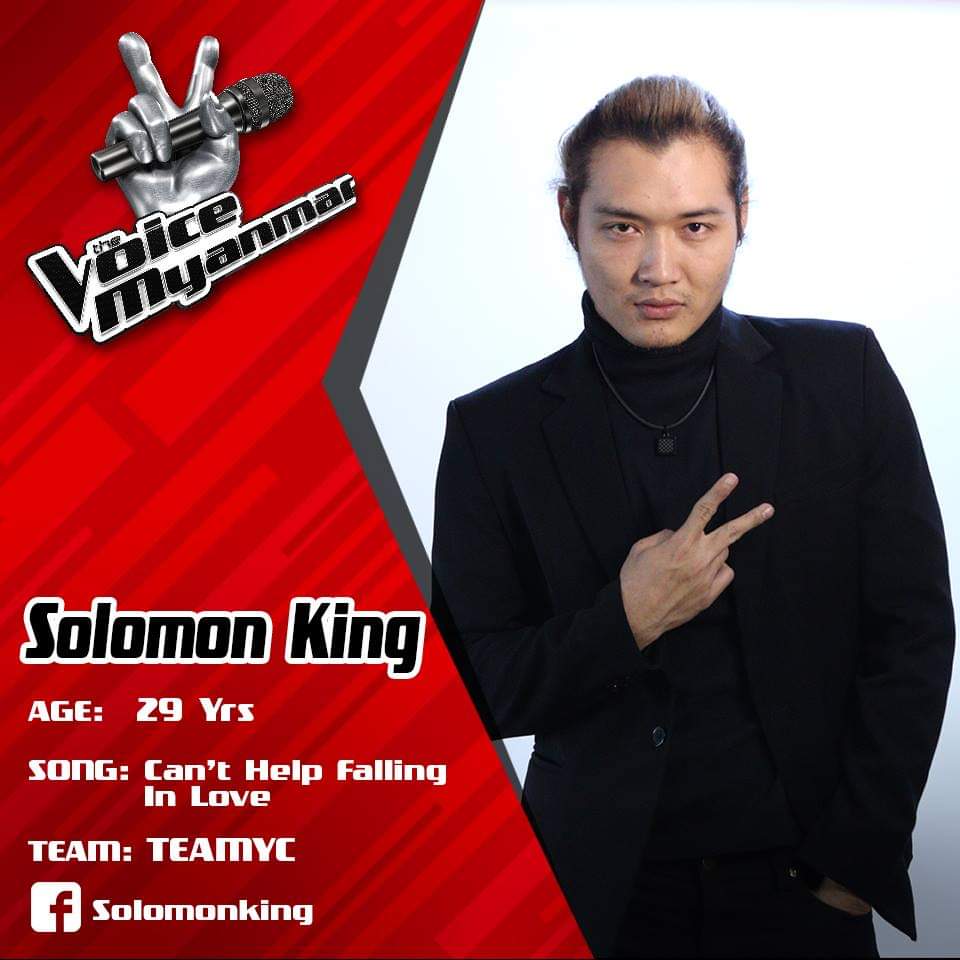 the Voice
Myanmar
Solomon King
AGE: 29 Yrs
SONG: Can't Help Falling
In Love
TEAM: TEAMYC
f Solomonking